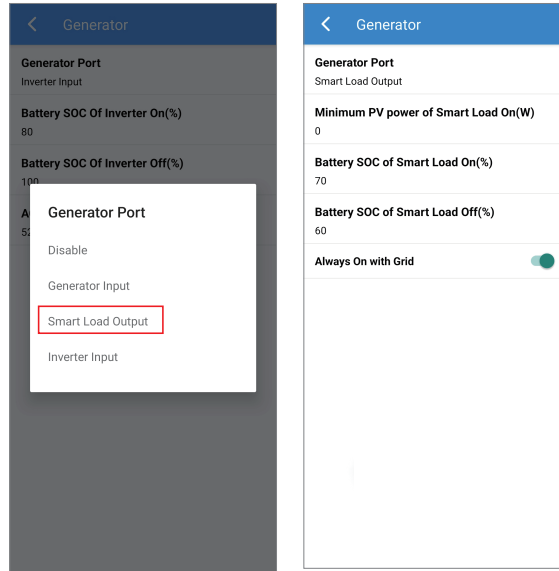 Generator
Generator Port
Inverter Input
Battery SOC Of Inverter On(%)
80
Battery SOC Of Inverter Off(%)
100
Generator Port
Disable
Generator Input
Smart Load Output
Inverter Input
Generator
Generator Port
Smart Load Output
Minimum PV power of Smart Load On(W)
0
Battery SOC of Smart Load On(%)
70
Battery SOC of Smart Load Off(%)
60
Always On with Grid